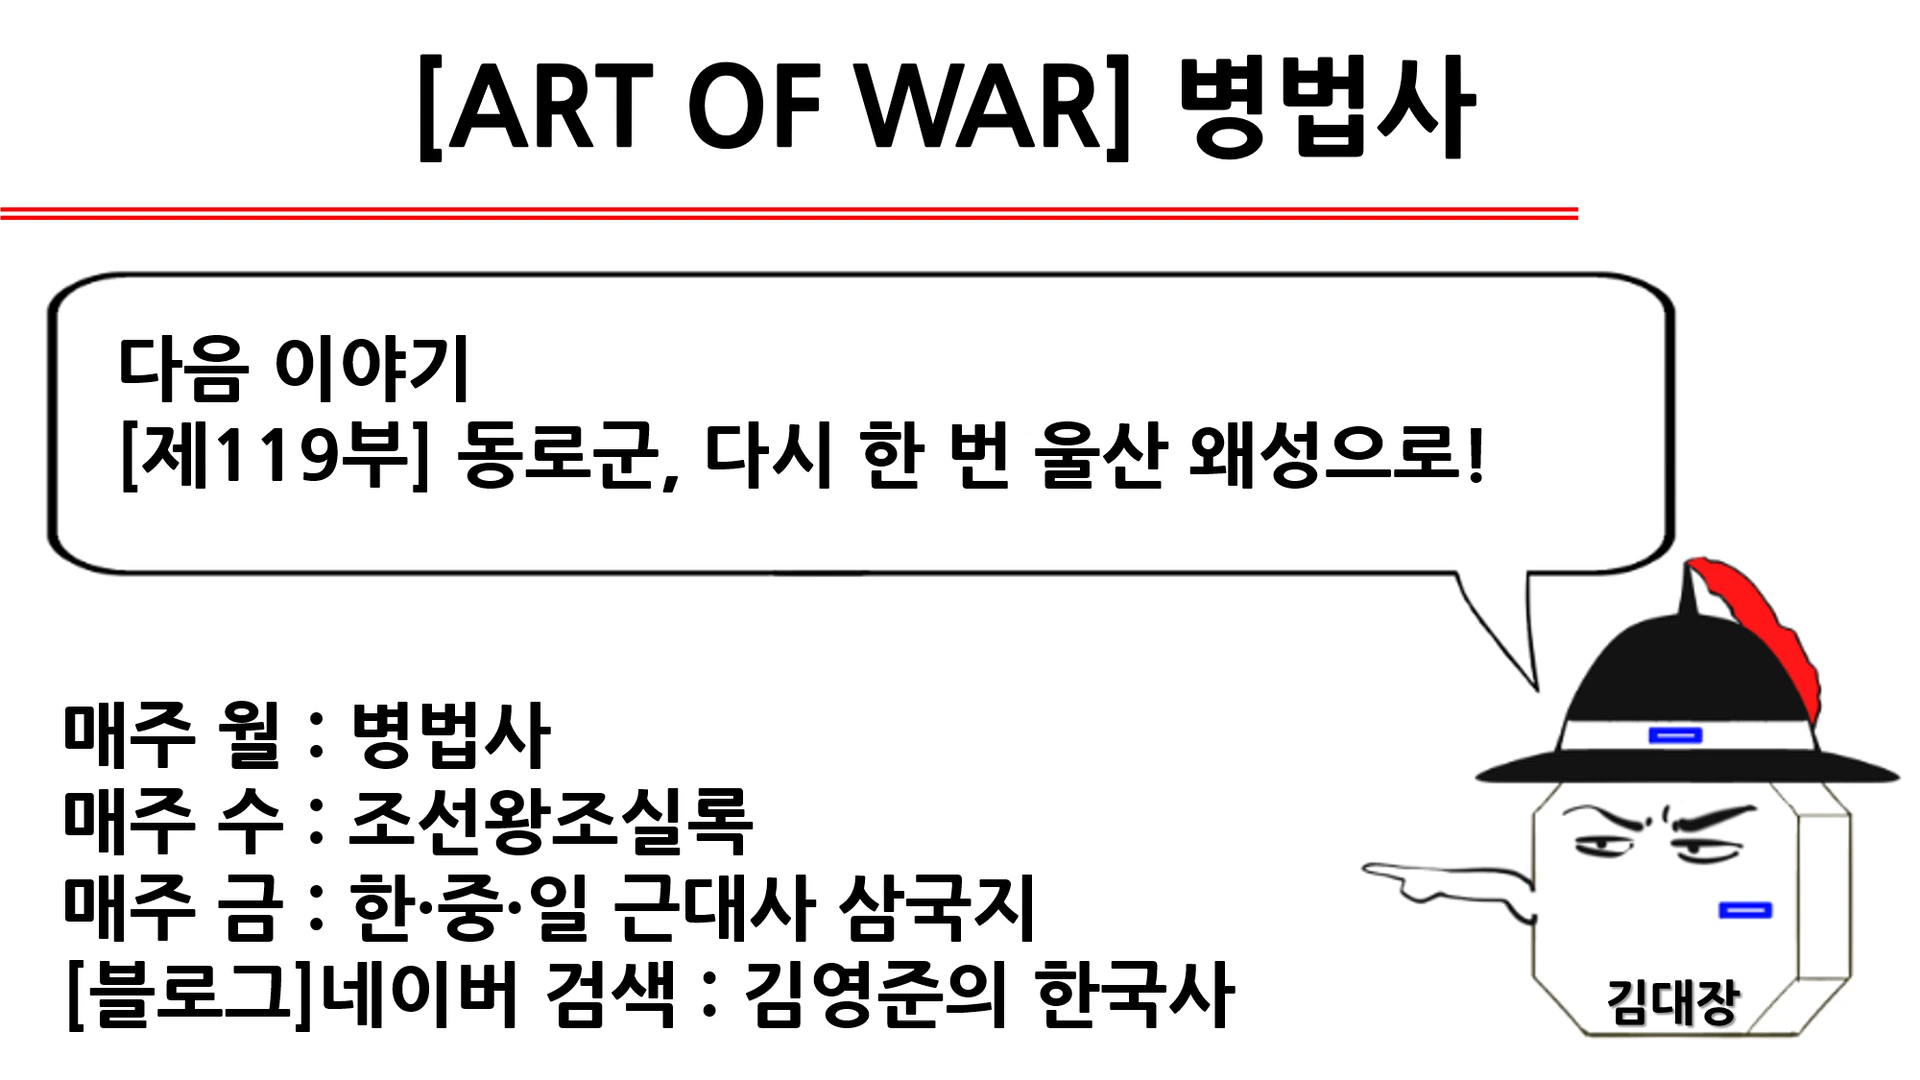 [ART OF WAR] 병법사
다음 이야기
[제119부] 동로군, 다시 한 번 울산 왜성으로!
매주 월 : 병법사
매주 수 : 조선왕조실록
매주 금 : 한·중·일 근대사 삼국지
[블로그]네이버 검색 : 김영준의 한국사
김대장